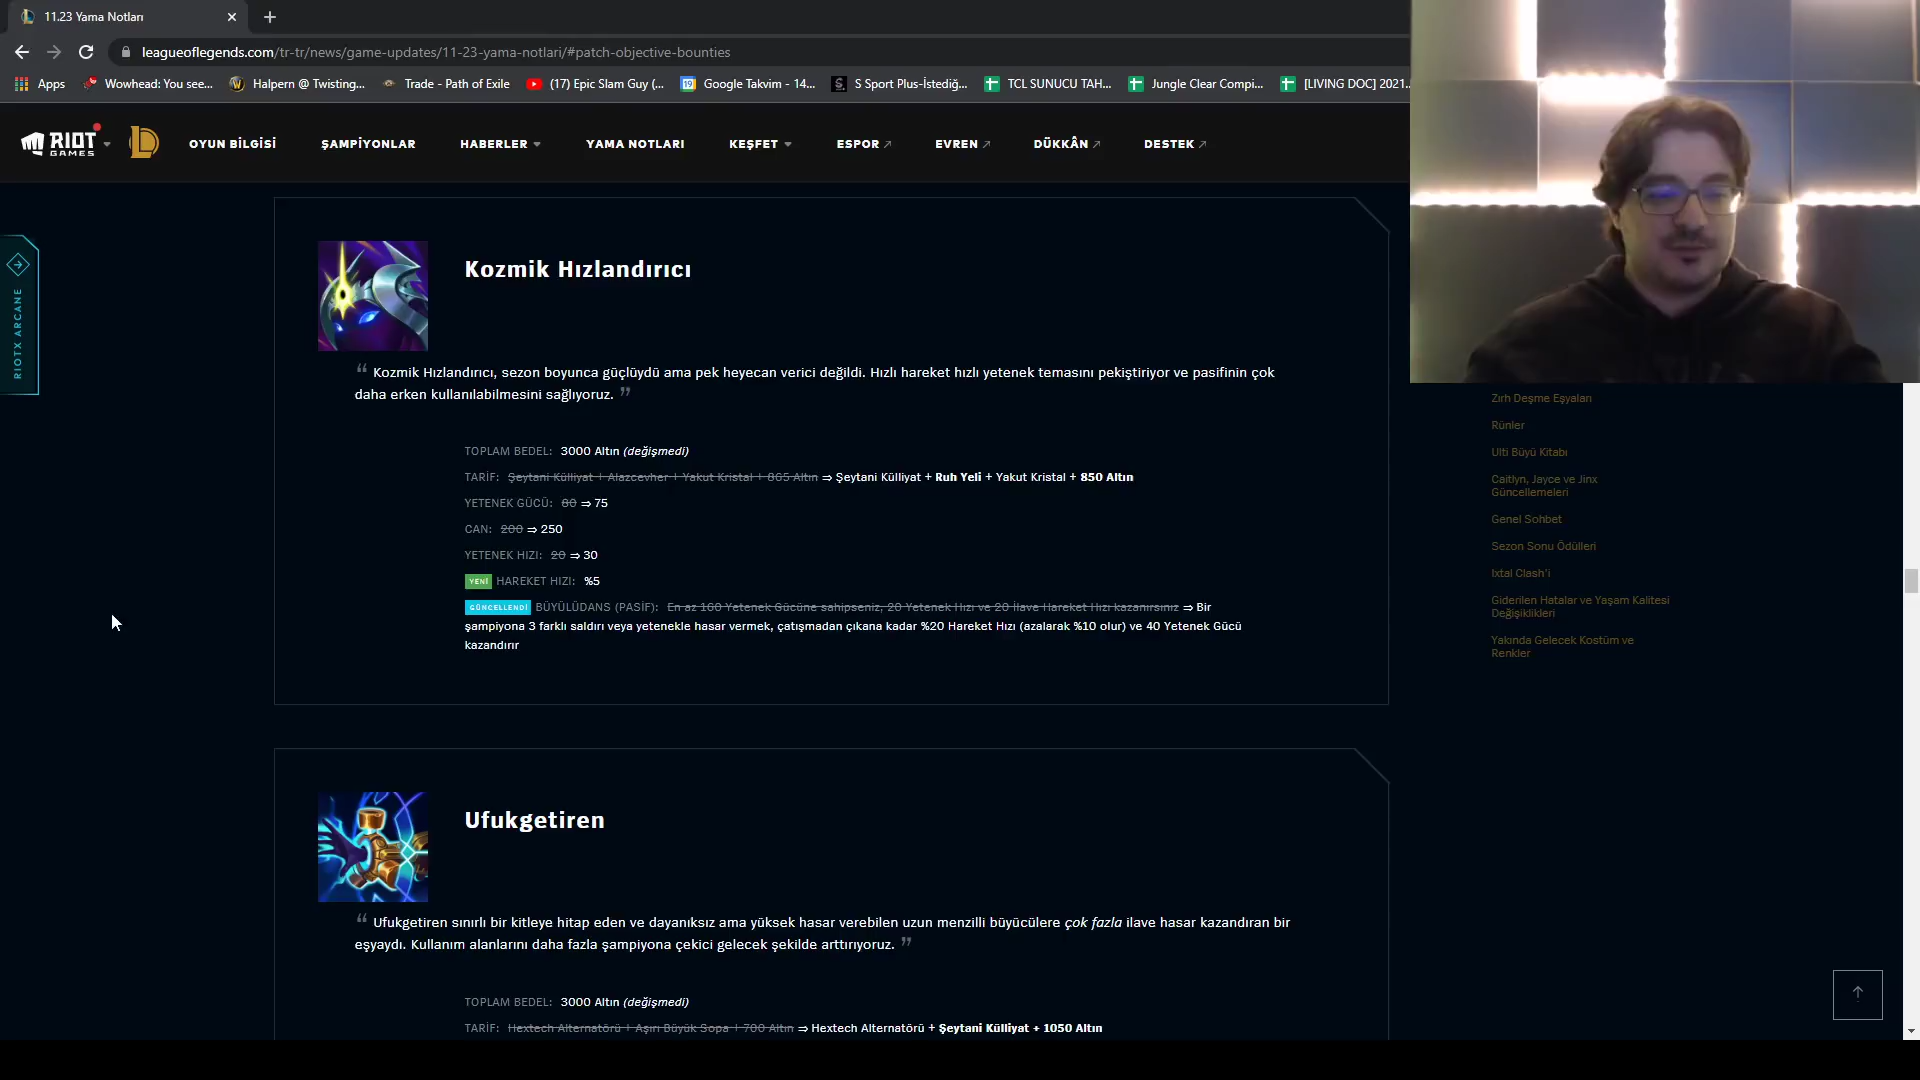 11.23 Yama Notları
leagueoflegends.com/tr-tr/news/game-updates/11-23-yama-notlari/#patch-objective-bounties
Apps
Wowhead: You see...
Halpern @ Twisting...
Trade - Path of Exile
(17) Epic Slam Guy (...
Google Takvim - 14...
S Sport Plus-İstediğ...
TCL SUNUCU TAH...
Jungle Clear Compi...
[LIVING DOC] 2021...
RIOT GAMES
OYUN BİLGİSİ
ŞAMPİYONLAR
HABERLER
YAMA NOTLARI
KEŞFET
ESPOR
EVREN
DÜKKÂN
DESTEK
RIOTX ARCANE
Kozmik Hızlandırıcı
“ Kozmik Hızlandırıcı, sezon boyunca güçlüydü ama pek heyecan verici değildi. Hızlı hareket hızlı yetenek temasını pekiştiriyor ve pasifinin çok
daha erken kullanılabilmesini sağlıyoruz. ”
TOPLAM BEDEL: 3000 Altın (değişmedi)
TARİF: Şeytani Külliyat + Alazcevher + Yakut Kristal + 865 Altın ⇒ Şeytani Külliyat + Ruh Yeli + Yakut Kristal + 850 Altın
YETENEK GÜCÜ: 80 ⇒ 75
CAN: 200 ⇒ 250
YETENEK HIZI: 20 ⇒ 30
YENİ HAREKET HIZI: %5
GÜNCELLENDİ BÜYÜLÜDANS (PASİF): En az 160 Yetenek Gücüne sahipseniz, 20 Yetenek Hızı ve 20 İlave Hareket Hızı kazanırsınız ⇒ Bir
şampiyona 3 farklı saldırı veya yetenekle hasar vermek, çatışmadan çıkana kadar %20 Hareket Hızı (azalarak %10 olur) ve 40 Yetenek Gücü
kazandırır
Ufukgetiren
“ Ufukgetiren sınırlı bir kitleye hitap eden ve dayanıksız ama yüksek hasar verebilen uzun menzilli büyücülere çok fazla ilave hasar kazandıran bir
eşyaydı. Kullanım alanlarını daha fazla şampiyona çekici gelecek şekilde arttırıyoruz. ”
TOPLAM BEDEL: 3000 Altın (değişmedi)
TARİF: Hextech Alternatörü + Aşırı Büyük Sopa + 700 Altın ⇒ Hextech Alternatörü + Şeytani Külliyat + 1050 Altın
Zırh Deşme Eşyaları
Rünler
Ulti Büyü Kitabı
Caitlyn, Jayce ve Jinx
Güncellemeleri
Genel Sohbet
Sezon Sonu Ödülleri
Ixtal Clash'i
Giderilen Hatalar ve Yaşam Kalitesi
Değişiklikleri
Yakında Gelecek Kostüm ve
Renkler